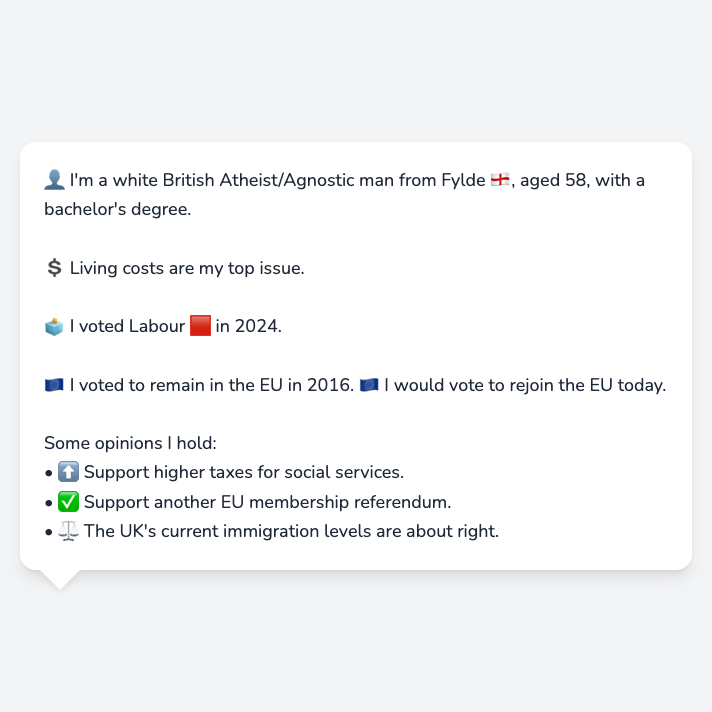 👤 I'm a white British Atheist/Agnostic man from Fylde 🏴󠁧󠁢󠁥󠁮󠁧󠁿, aged 58, with a
bachelor's degree.
💲 Living costs are my top issue.
🗳️ I voted Labour 🟥 in 2024.
🇪🇺 I voted to remain in the EU in 2016. 🇪🇺 I would vote to rejoin the EU today.
Some opinions I hold:
• ⬆️ Support higher taxes for social services.
• ✅ Support another EU membership referendum.
• ⚖️ The UK's current immigration levels are about right.